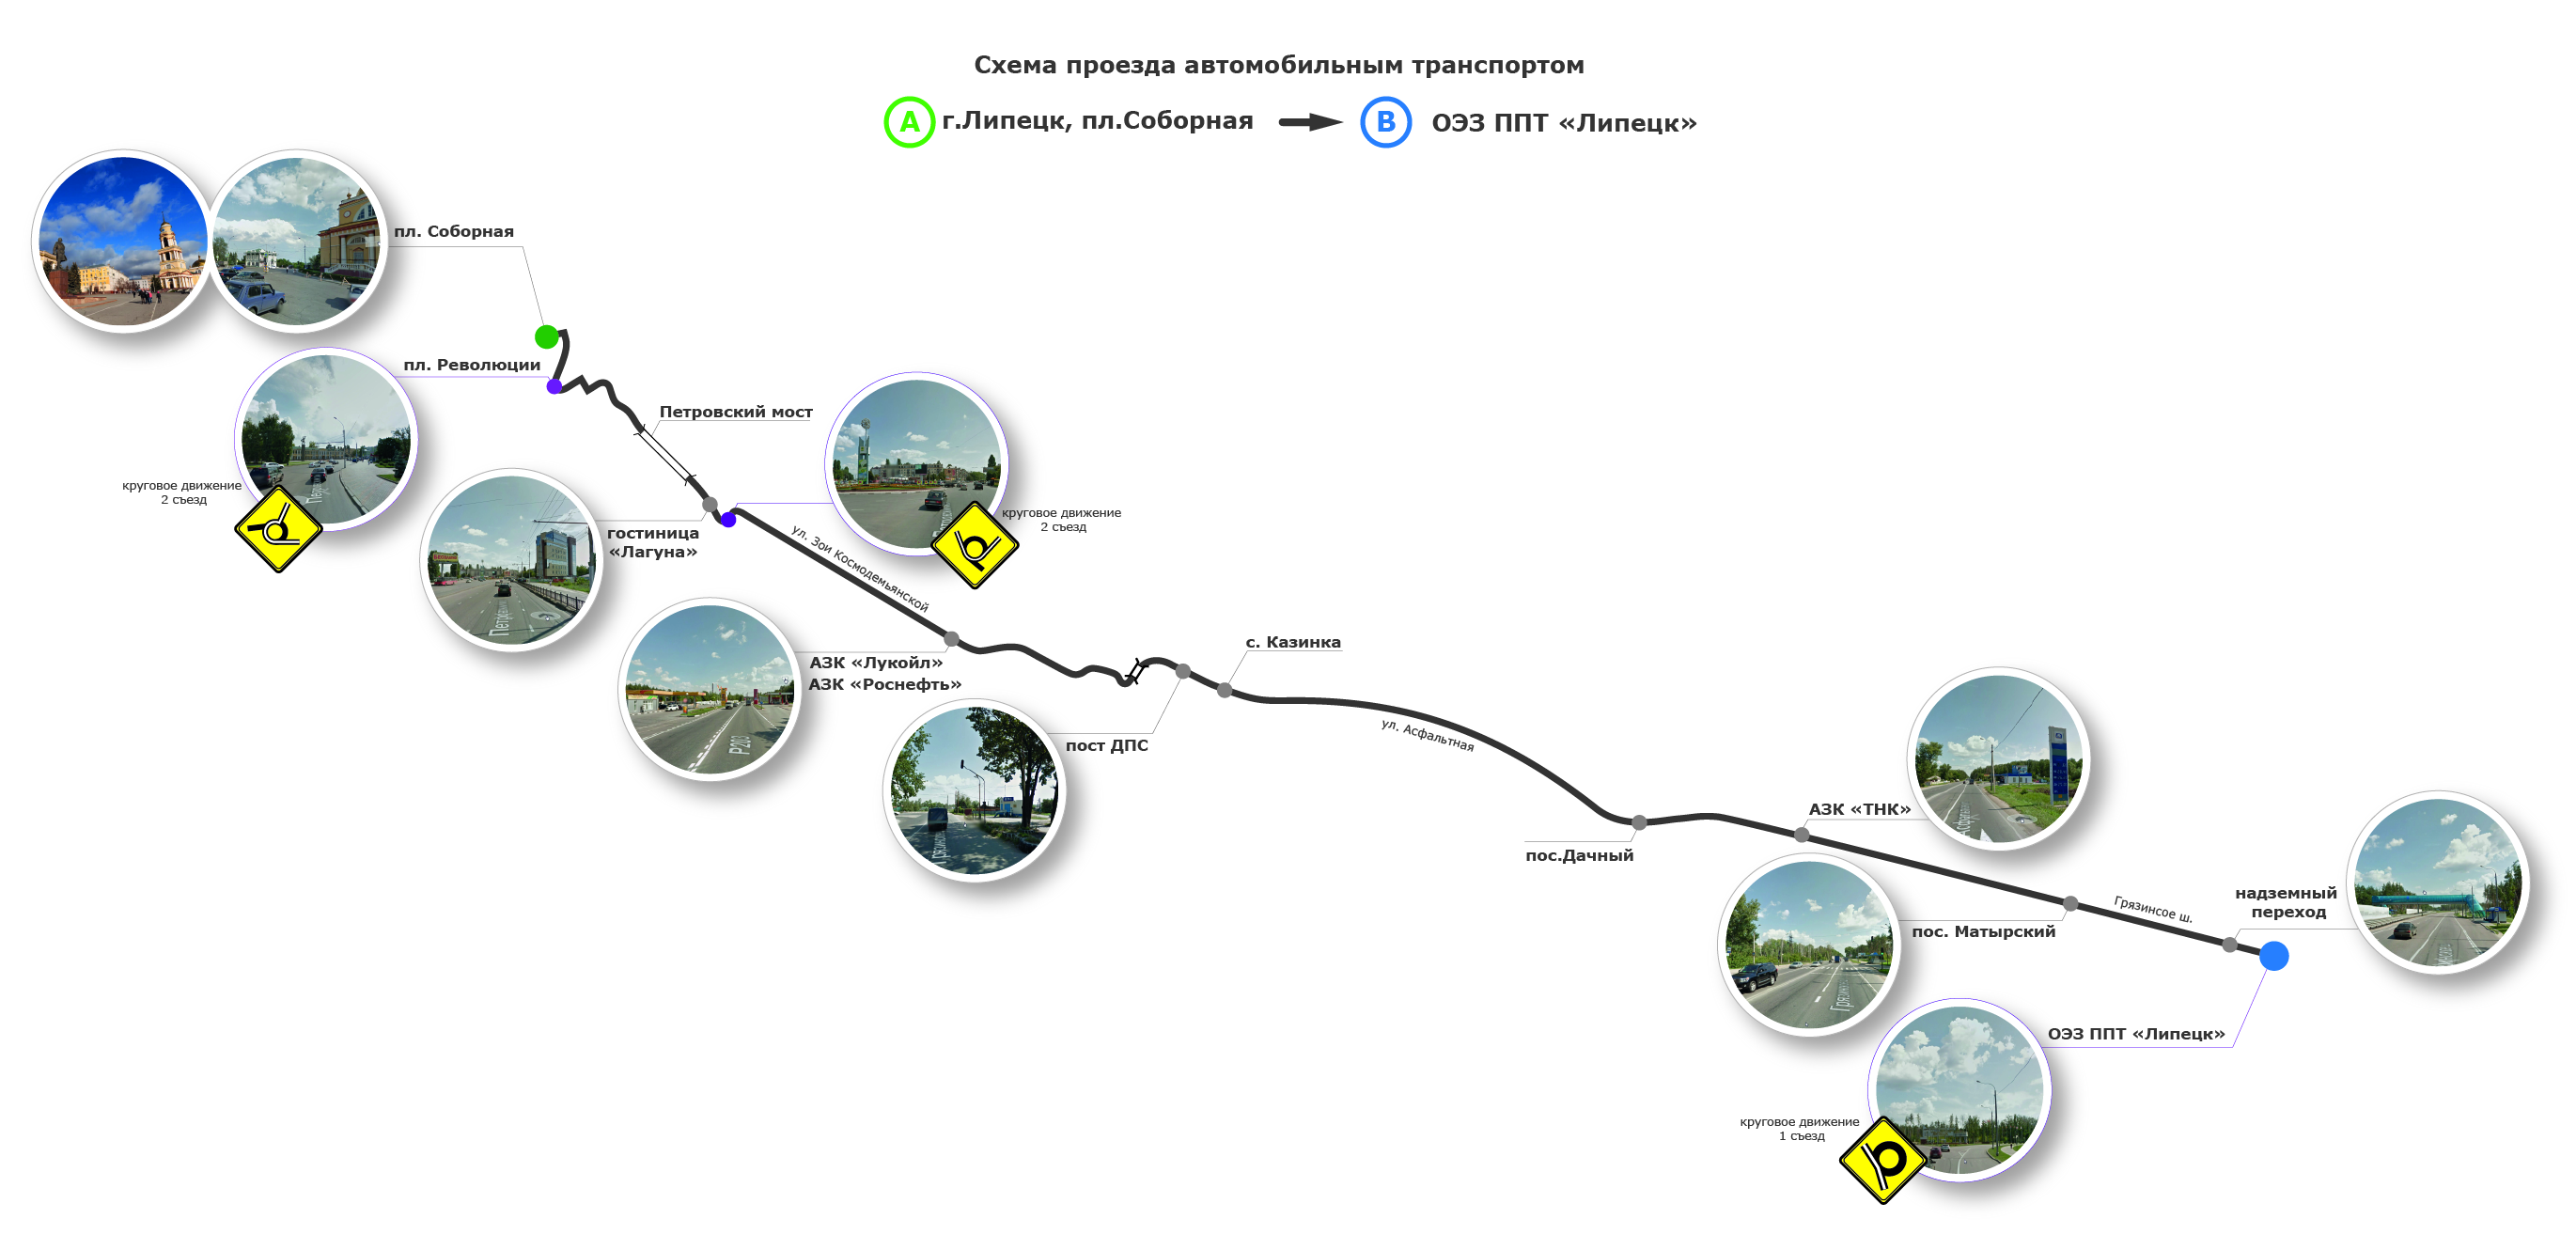 Схема проезда автомобильным транспортом
A г.Липецк, пл.Соборная B ОЭЗ ППТ «Липецк»
пл. Соборная
пл. Революции
Петровский мост
круговое движение
2 съезд
круговое движение
2 съезд
гостиница
«Лагуна»
ул. Зои Космодемьянской
АЗК «Лукойл»
АЗК «Роснефть»
Р203
с. Казинка
пост ДПС
ул. Асфальтная
АЗК «ТНК»
пос.Дачный
надземный
переход
Грязинсое ш.
пос. Матырский
ОЭЗ ППТ «Липецк»
круговое движение
1 съезд